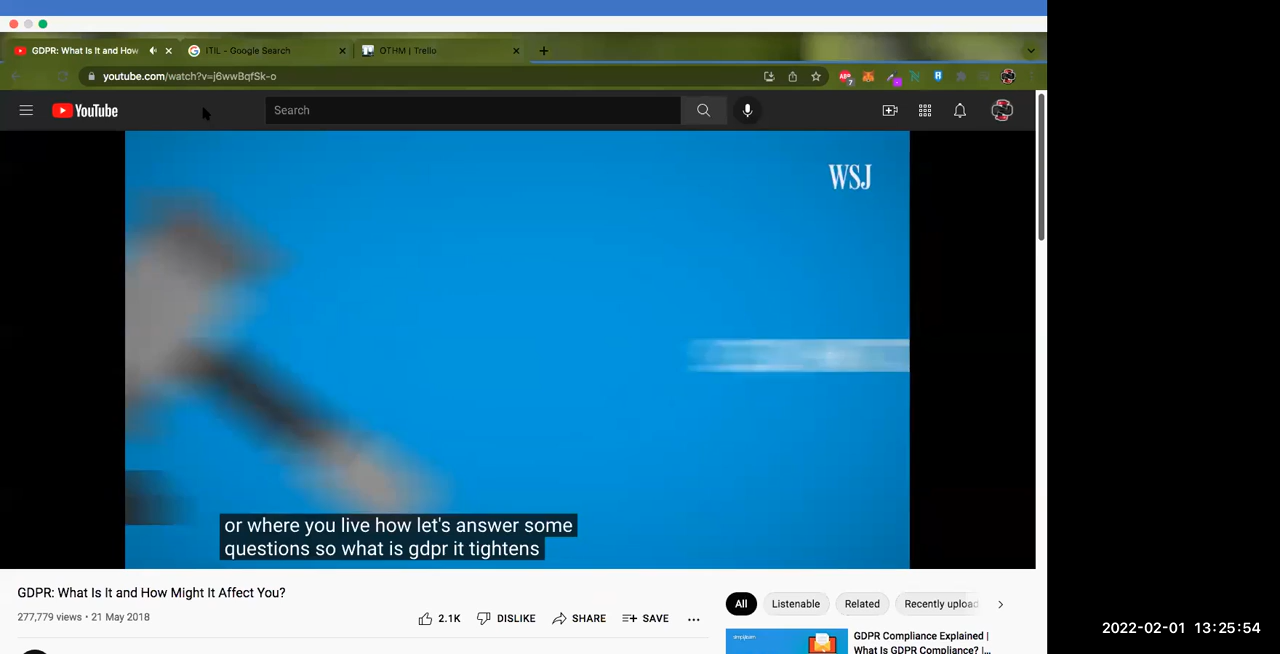 GDPR: What Is It and How
ITIL - Google Search
OTHM | Trello
youtube.com/watch?v=j6wwBqfSk-o
YouTube
Search
WSJ
or where you live how let's answer some
questions so what is gdpr it tightens
GDPR: What Is It and How Might It Affect You?
277,779 views • 21 May 2018
2.1K
DISLIKE
SHARE
SAVE
All
Listenable
Related
Recently upload
GDPR Compliance Explained |
What Is GDPR Compliance? |...
2022-02-01 13:25:54